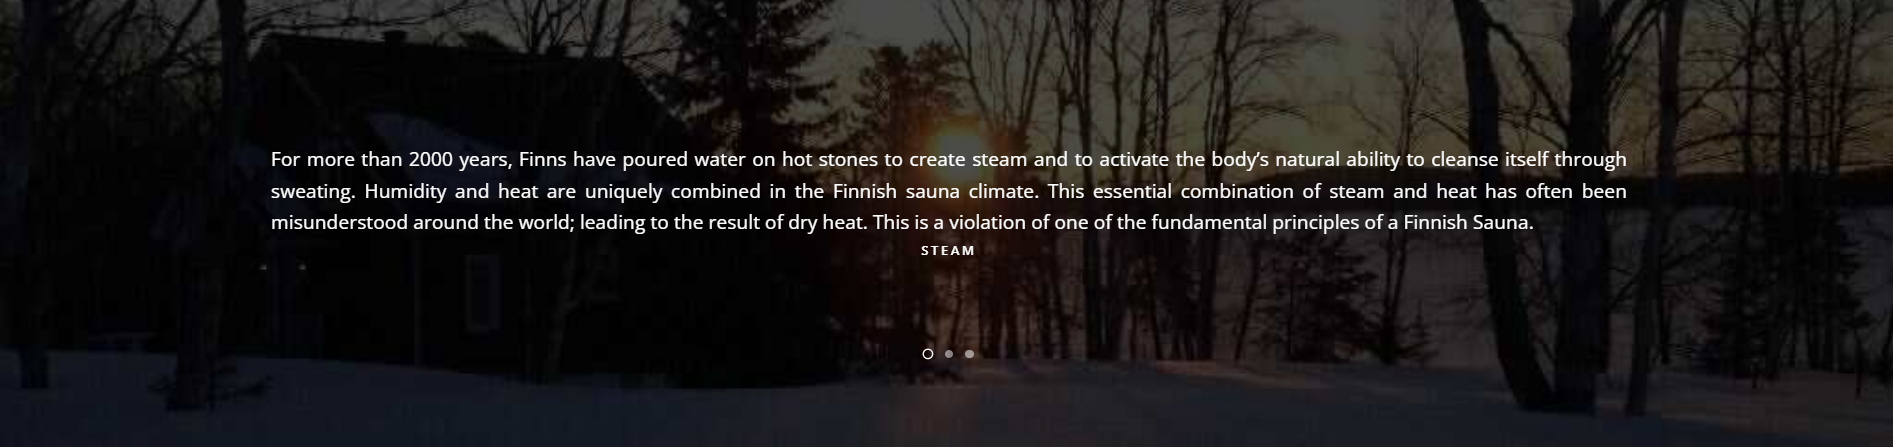 For more than 2000 years, Finns have poured water on hot stones to create steam and to activate the body’s natural ability to cleanse itself through
sweating. Humidity and heat are uniquely combined in the Finnish sauna climate. This essential combination of steam and heat has often been
misunderstood around the world; leading to the result of dry heat. This is a violation of one of the fundamental principles of a Finnish Sauna.
STEAM